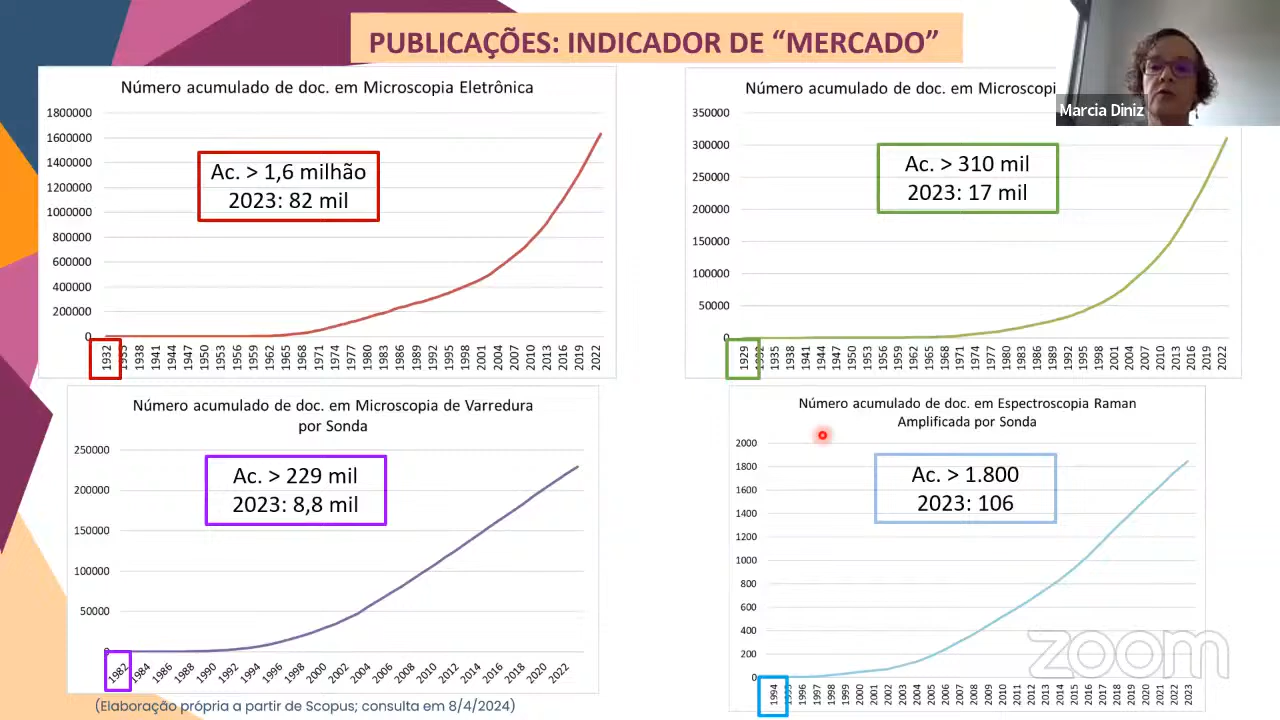 PUBLICAÇÕES: INDICADOR DE “MERCADO”
Marcia Diniz
Número acumulado de doc. em Microscopia Eletrônica
1800000
1600000
1400000
1200000
1000000
800000
600000
400000
200000
0
Ac. > 1,6 milhão
2023: 82 mil
1932 1935 1938 1941 1944 1947 1950 1953 1956 1959 1962 1965 1968 1971 1974 1977 1980 1983 1986 1989 1992 1995 1998 2001 2004 2007 2010 2013 2016 2019 2022
Número acumulado de doc. em Microscopi
350000
300000
250000
200000
150000
100000
50000
0
Ac. > 310 mil
2023: 17 mil
1929 1932 1935 1938 1941 1944 1947 1950 1953 1956 1959 1962 1965 1968 1971 1974 1977 1980 1983 1986 1989 1992 1995 1998 2001 2004 2007 2010 2013 2016 2019 2022
Número acumulado de doc. em Microscopia de Varredura
por Sonda
250000
200000
150000
100000
50000
0
Ac. > 229 mil
2023: 8,8 mil
1982 1984 1986 1988 1990 1992 1994 1996 1998 2000 2002 2004 2006 2008 2010 2012 2014 2016 2018 2020 2022
Número acumulado de doc. em Espectroscopia Raman
Amplificada por Sonda
2000
1800
1600
1400
1200
1000
800
600
400
200
0
Ac. > 1.800
2023: 106
1994 1997 1998 1999 2000 2001 2002 2003 2004 2005 2006 2007 2008 2009 2010 2011 2012 2013 2014 2015 2016 2017 2018 2019 2020 2021 2022 2023
zoom
(Elaboração própria a partir de Scopus; consulta em 8/4/2024)